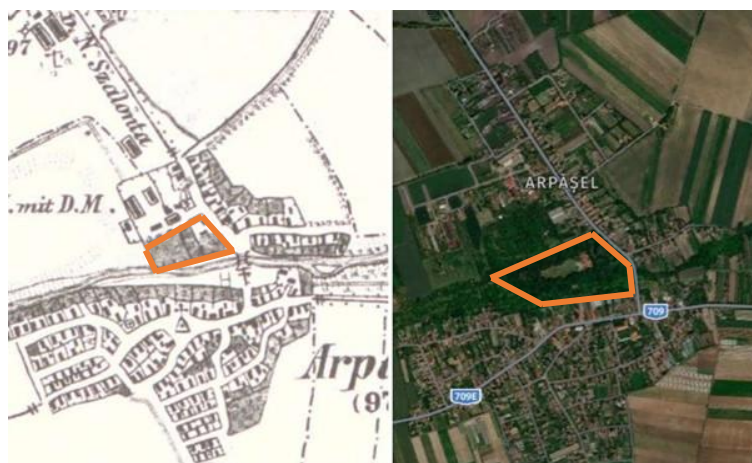 97
D. N. Szalonta
. mit D.M.
Arpa
(97
ARPĂȘEL
709
709E